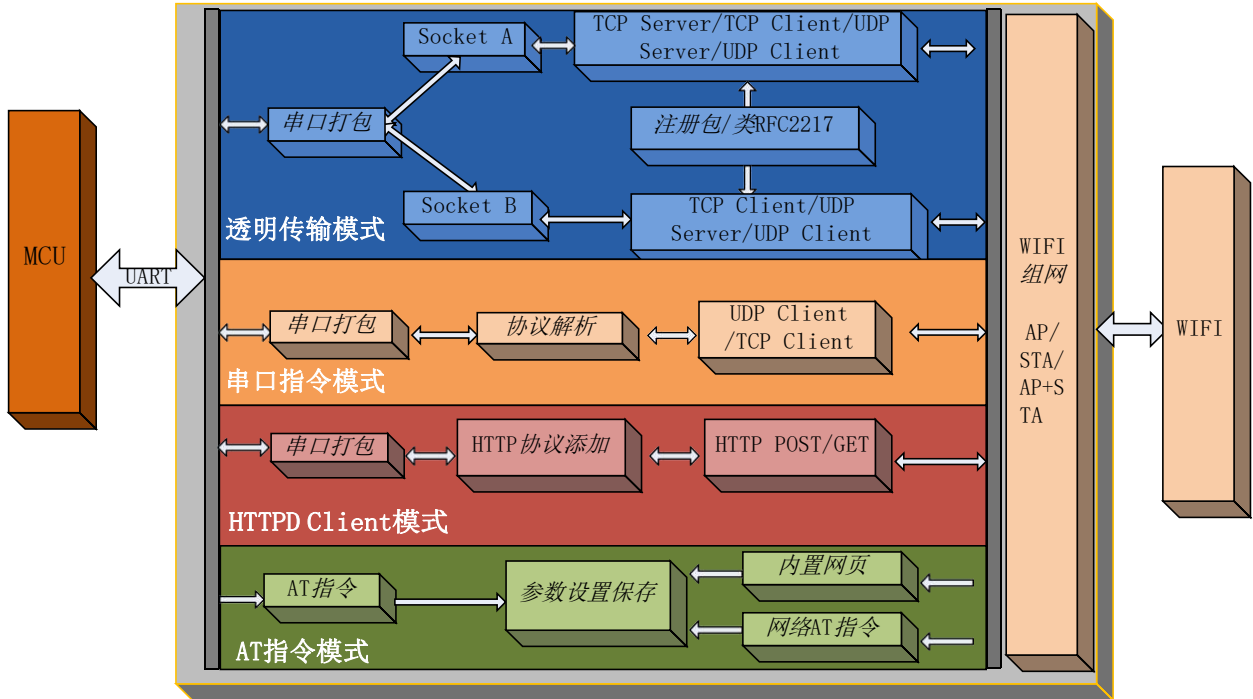 MCU
UART
Socket A
TCP Server/TCP Client/UDP
Server/UDP Client
串口打包
注册包/类RFC2217
Socket B
TCP Client/UDP
Server/UDP Client
透明传输模式
串口打包
协议解析
UDP Client
/TCP Client
串口指令模式
串口打包
HTTP协议添加
HTTP POST/GET
HTTPD Client模式
AT指令
参数设置保存
内置网页
网络AT指令
AT指令模式
WIFI
组网
AP/
STA/
AP+S
TA
WIFI